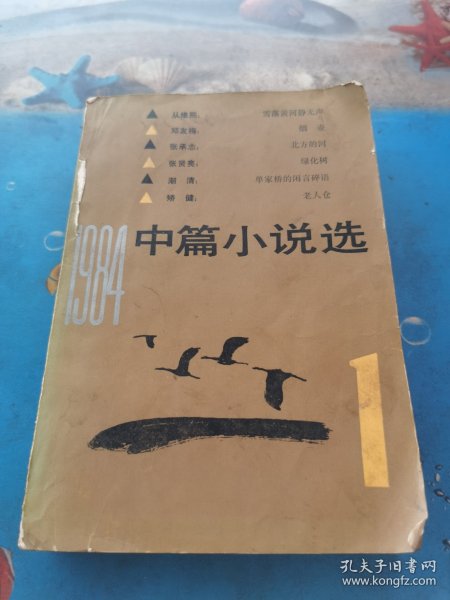 从维熙： 雪落黄河静无声
邓友梅： 烟壶
张承志： 北方的河
张贤亮： 绿化树
谌清： 单家桥的闲言碎语
矫健： 老人仓
1984
中篇小说选
1
孔夫子旧书网
www.kongfz.com